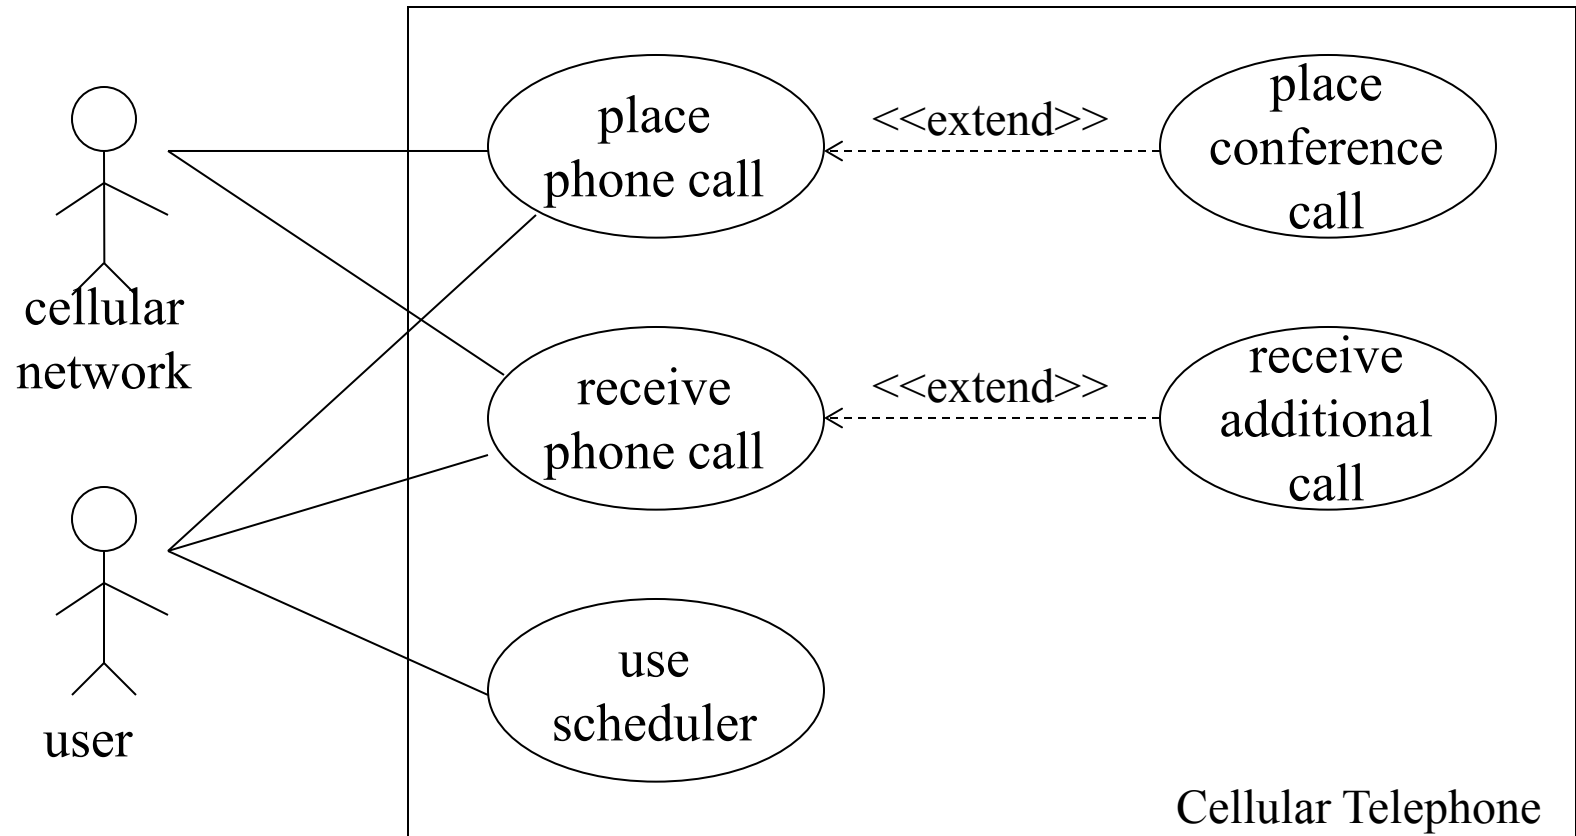 cellular
network
user
place
phone call
<<extend>>
place
conference
call
receive
phone call
<<extend>>
receive
additional
call
use
scheduler
Cellular Telephone